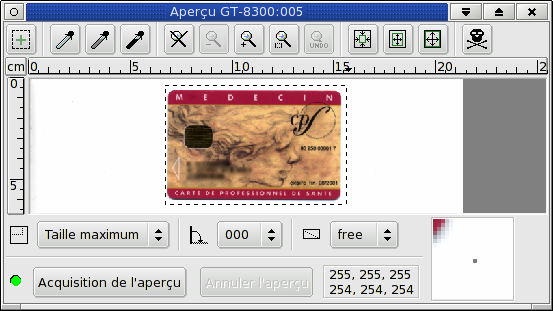 Aperçu GT-8300:005
UNDO
cm
0 5 10 15 20 2
0
5
MEDECIN
cps
CARTE DE PROFESSIONNEL DE SANTE
Taille maximum
000
free
Acquisition de l'aperçu
Annuler l'aperçu
255, 255, 255
254, 254, 254